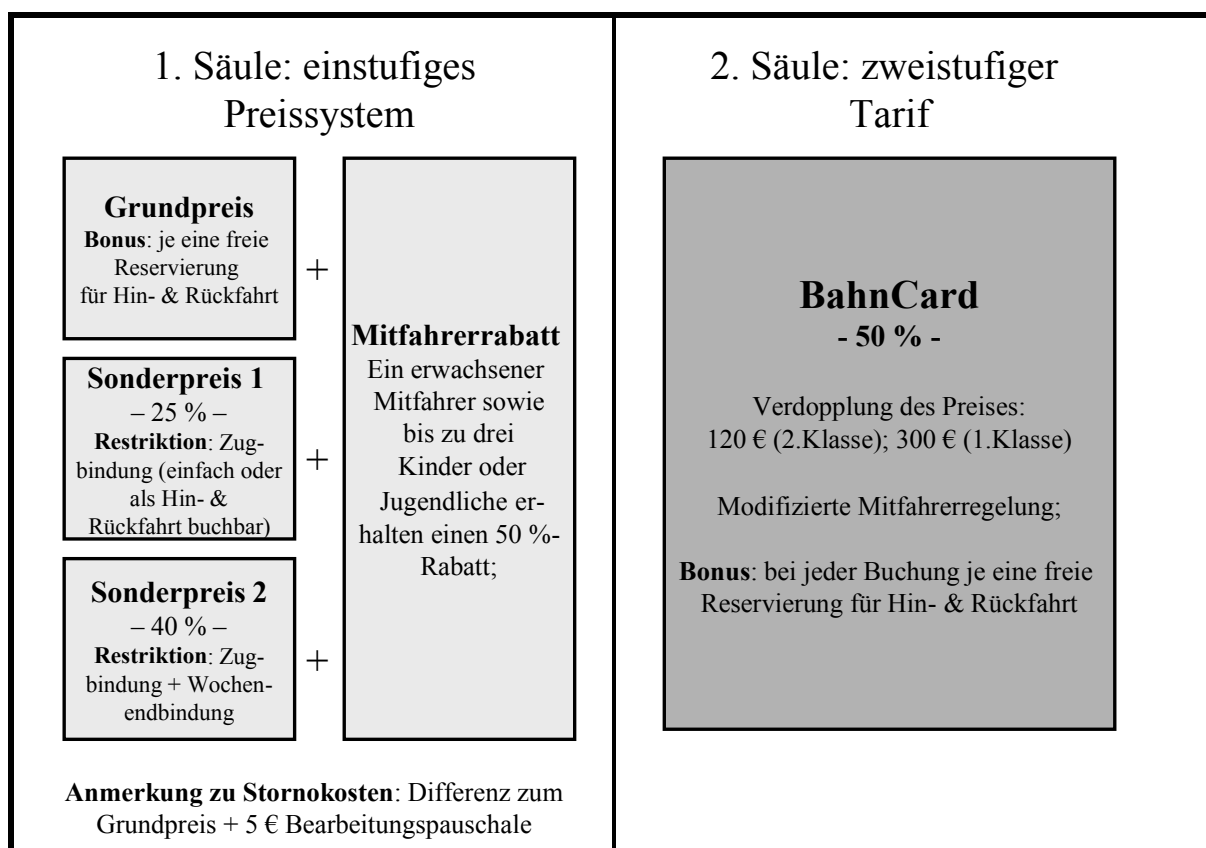 1. Säule: einstufiges
Preissystem
Grundpreis
Bonus: je eine freie
Reservierung
für Hin- & Rückfahrt
+
Sonderpreis 1
– 25 % –
Restriktion: Zug-
bindung (einfach oder
als Hin- &
Rückfahrt buchbar)
+
Sonderpreis 2
– 40 % –
Restriktion: Zug-
bindung + Wochen-
endbindung
+
Mitfahrerrabatt
Ein erwachsener
Mitfahrer sowie
bis zu drei
Kinder oder
Jugendliche er-
halten einen 50 %-
Rabatt;
Anmerkung zu Stornokosten: Differenz zum
Grundpreis + 5 € Bearbeitungspauschale
2. Säule: zweistufiger
Tarif
BahnCard
- 50 % -
Verdopplung des Preises:
120 € (2.Klasse); 300 € (1.Klasse)
Modifizierte Mitfahrerregelung;
Bonus: bei jeder Buchung je eine freie
Reservierung für Hin- & Rückfahrt